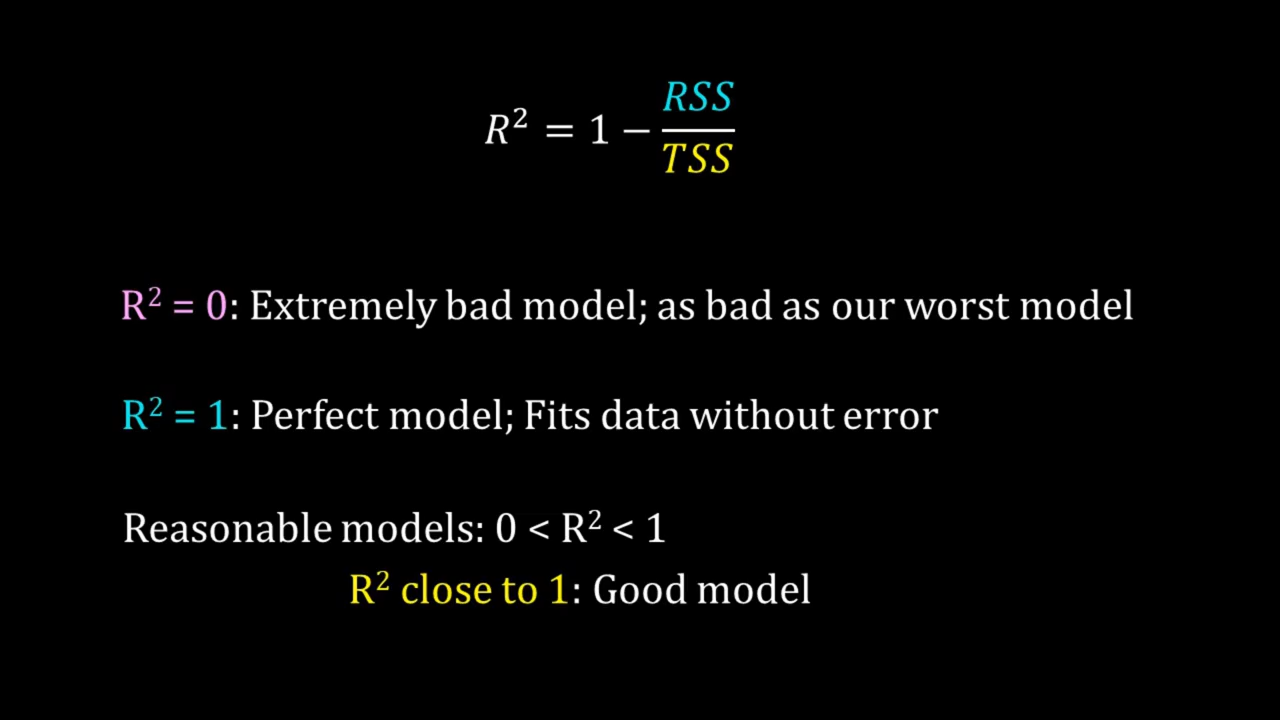 R² = 1 − RSS/TSS
R² = 0: Extremely bad model; as bad as our worst model
R² = 1: Perfect model; Fits data without error
Reasonable models: 0 < R² < 1
R² close to 1: Good model